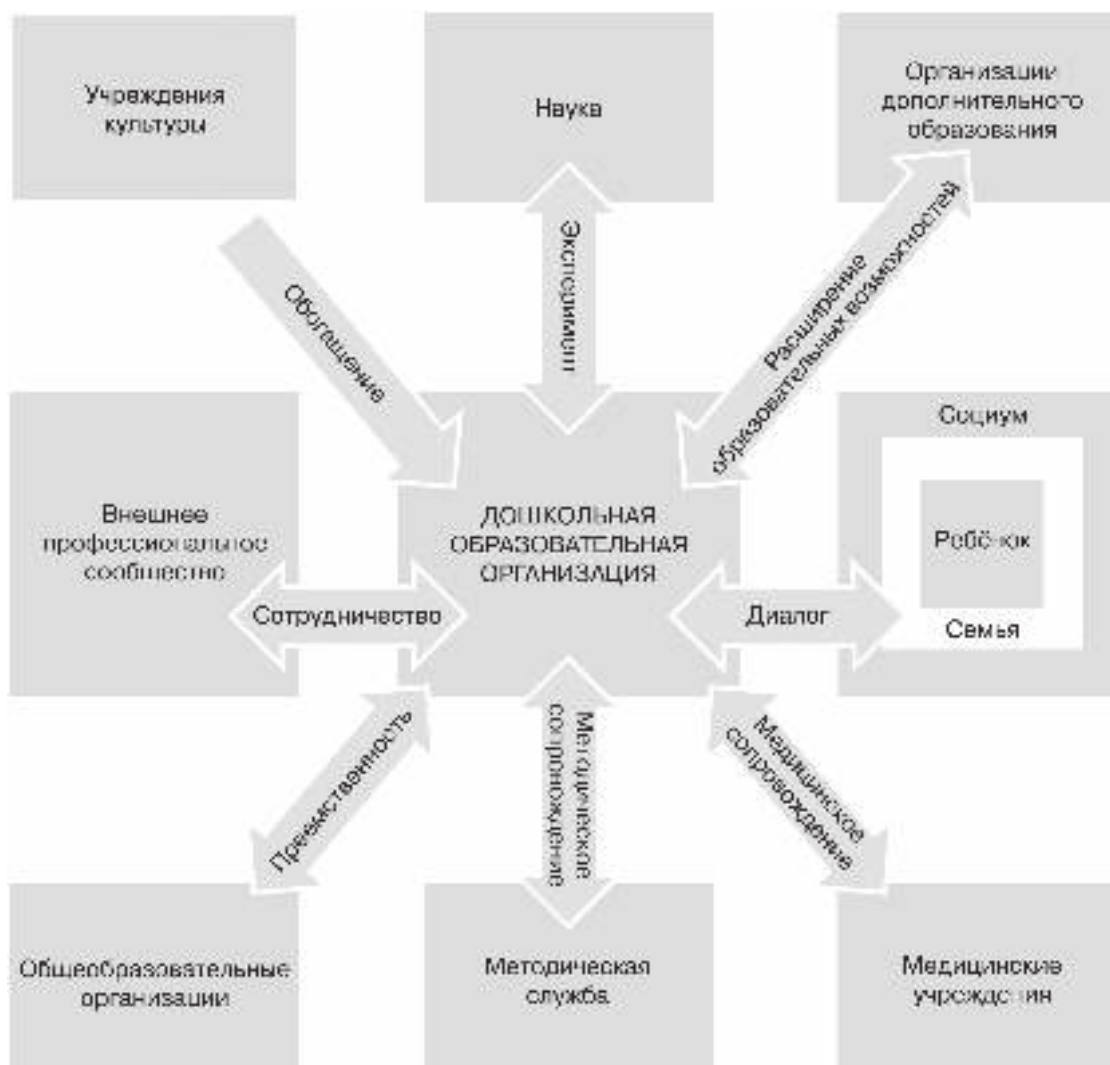 Учреждения
культуры
Наука
Организации
дополнительного
образования
Обогащение
Эксперимент
Расширение
образовательных возможностей
Внешнее
профессиональное
сообщество
ДОШКОЛЬНАЯ
ОБРАЗОВАТЕЛЬНАЯ
ОРГАНИЗАЦИЯ
Социум
Ребёнок
Семья
Сотрудничество
Диалог
Преемственность
Методическое
сопровождение
Медицинское
сопровождение
Общеобразовательные
организации
Методическая
служба
Медицинские
учреждения